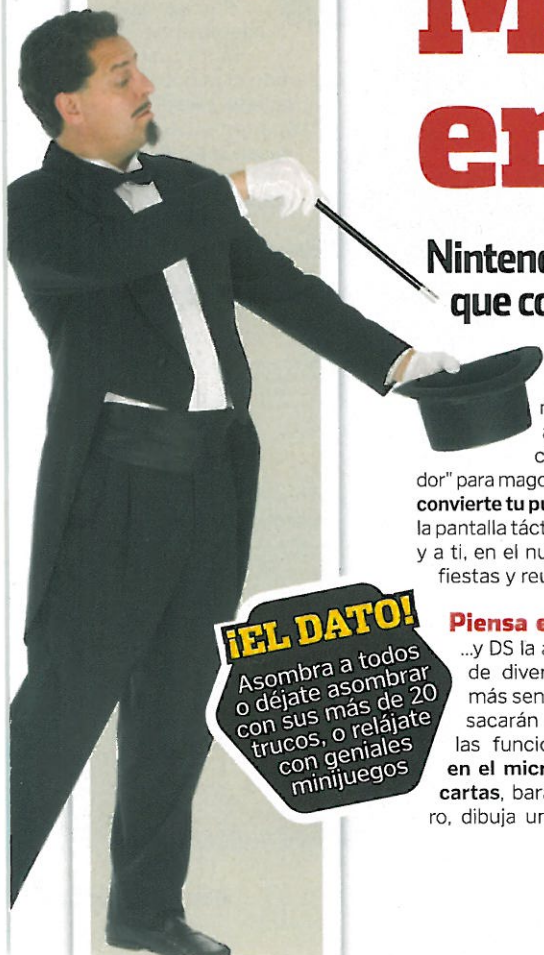 en
Nintend
que co
dor" para mago
convierte tu pu
la pantalla táct
y a ti, en el nu
fiestas y reu
Piensa e
...y DS la a
de diver
más sen
sacarán
las funcio
en el micr
cartas, bara
ro, dibuja un
¡EL DATO!
Asombra a todos
o déjate asombrar
con sus más de 20
trucos, o relájate
con geniales
minijuegos